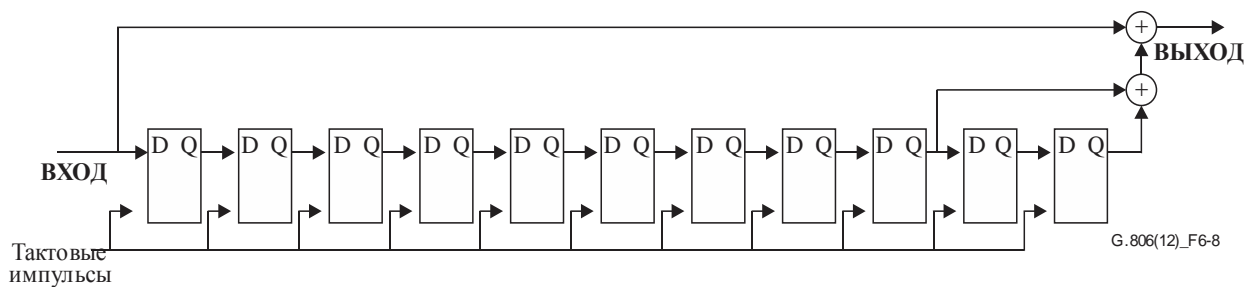 ВЫХОД
D Q D Q D Q D Q D Q D Q D Q D Q D Q D Q D Q
ВХОД
Тактовые
импульсы
G.806(12)_F6-8
+
+